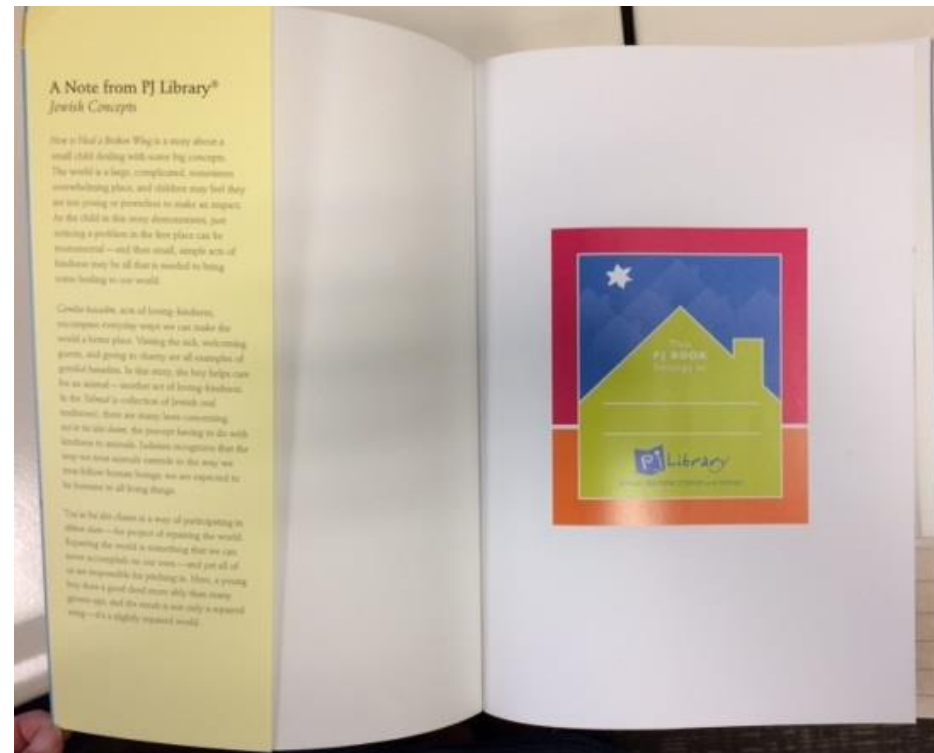 A Note from PJ Library®
Jewish Concepts
How to Heal a Broken Wing is a story about a
small child dealing with some big concepts.
The world is a large, complicated, sometimes
overwhelming place, and children may feel they
are too young or powerless to make an impact.
As the child in this story demonstrates, just
noticing a problem in the first place can be
monumental—and then small, simple acts of
kindness may be all that is needed to bring
some healing to our world.
Gemilut hasadim, acts of loving-kindness,
encompass everyday ways we can make the
world a better place. Visiting the sick, welcoming
guests, and giving to charity are all examples of
gemilut hasadim. In this story, the boy helps care
for an animal—another act of loving-kindness.
In the Talmud (a collection of Jewish oral
traditions), there are many laws concerning
the precept having to do with
kindness to animals. Judaism recognizes that the
way we treat animals extends to the way we
treat fellow human beings; we are expected to
be humane to all living things.
is a way of participating in
tikkun olam—the project of repairing the world.
Repairing the world is something that we can
never accomplish on our own—and yet all of
us are responsible for pitching in. Here, a young
boy does a good deed more ably than many
grown-ups, and the result is not only a repaired
wing—it's a slightly repaired world.
This
PJ BOOK
belongs to
PJ Library